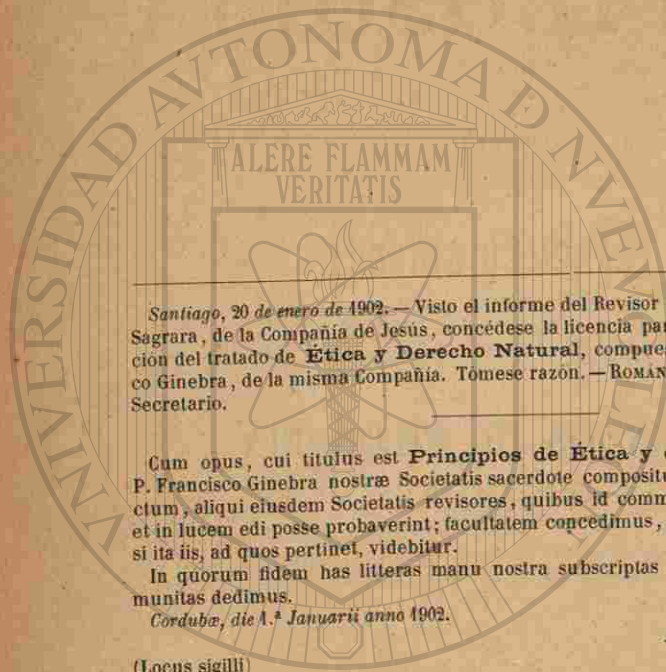 UNIVERSIDAD AVTONOMA D NVEV
ALERE FLAMMAM
VERITATIS
Santiago, 20 de enero de 1902. — Visto el informe del Revisor
Sagrara, de la Compañía de Jesús, concédese la licencia par
ción del tratado de Ética y Derecho Natural, compue
co Ginebra, de la misma Compañía. Tómese razón. — ROMAN
Secretario.
Cum opus, cui titulus est Principios de Ética y
P. Francisco Ginebra nostræ Societatis sacerdote composit
ctum, aliqui eiusdem Societatis revisores, quibus id comm
et in lucem edi posse probaverint; facultatem concedimus,
si ita iis, ad quos pertinet, videbitur.
In quorum fidem has litteras manu nostra subscriptas
munitas dedimus.
Cordubæ, die 1.ª Januarii anno 1902.
(Locus sigilli)